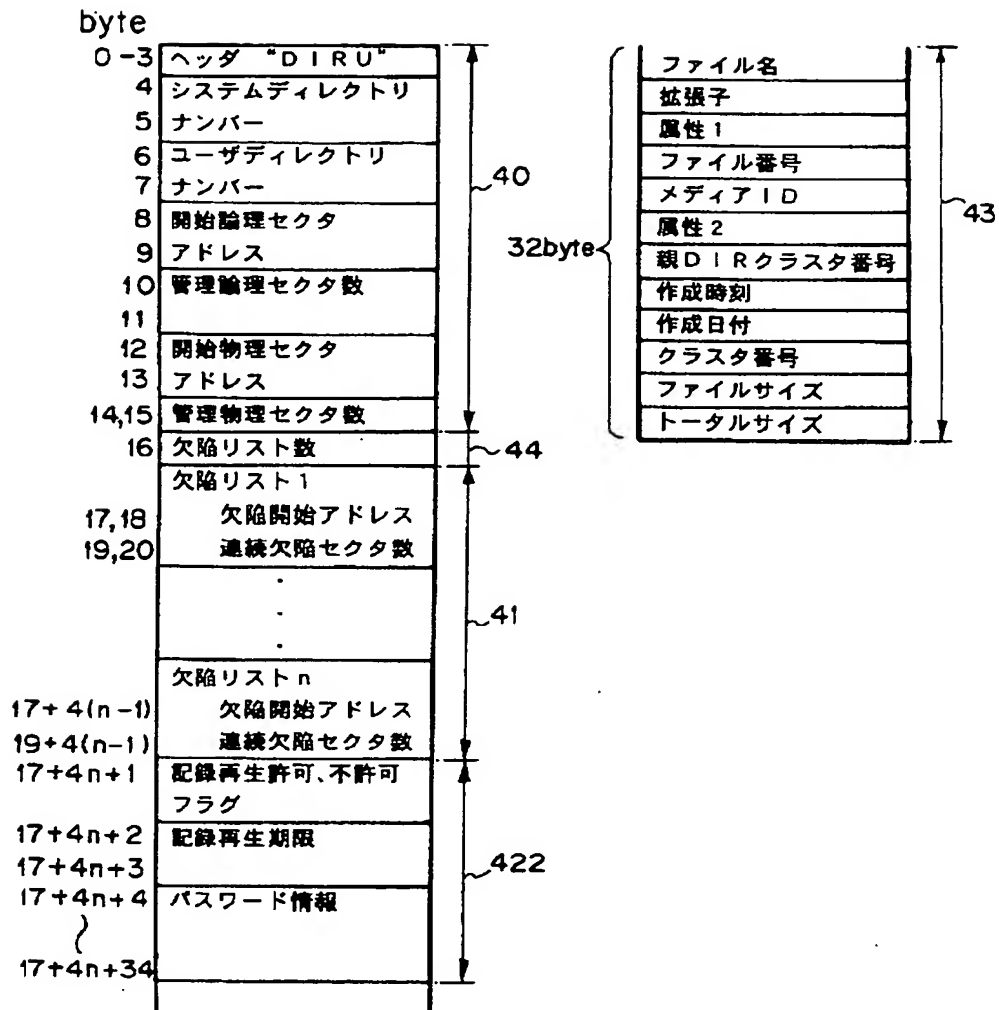 byte
0-3 ヘッダ "DIRU"
4 システムディレクトリ
5 ナンバー
6 ユーザディレクトリ
7 ナンバー
8 開始論理セクタ
9 アドレス
10 管理論理セクタ数
11
12 開始物理セクタ
13 アドレス
14,15 管理物理セクタ数
40
16 欠陥リスト数
44
欠陥リスト1
17,18 欠陥開始アドレス
19,20 連続欠陥セクタ数
・
・
・
41
欠陥リストn
17+4(n-1) 欠陥開始アドレス
19+4(n-1) 連続欠陥セクタ数
17+4n+1 記録再生許可、不許可
フラグ
17+4n+2 記録再生期限
17+4n+3
422
17+4n+4 パスワード情報
17+4n+34
32byte
ファイル名
拡張子
属性1
ファイル番号
メディアID
属性2
親DIRクラスタ番号
作成時刻
作成日付
クラスタ番号
ファイルサイズ
トータルサイズ
43